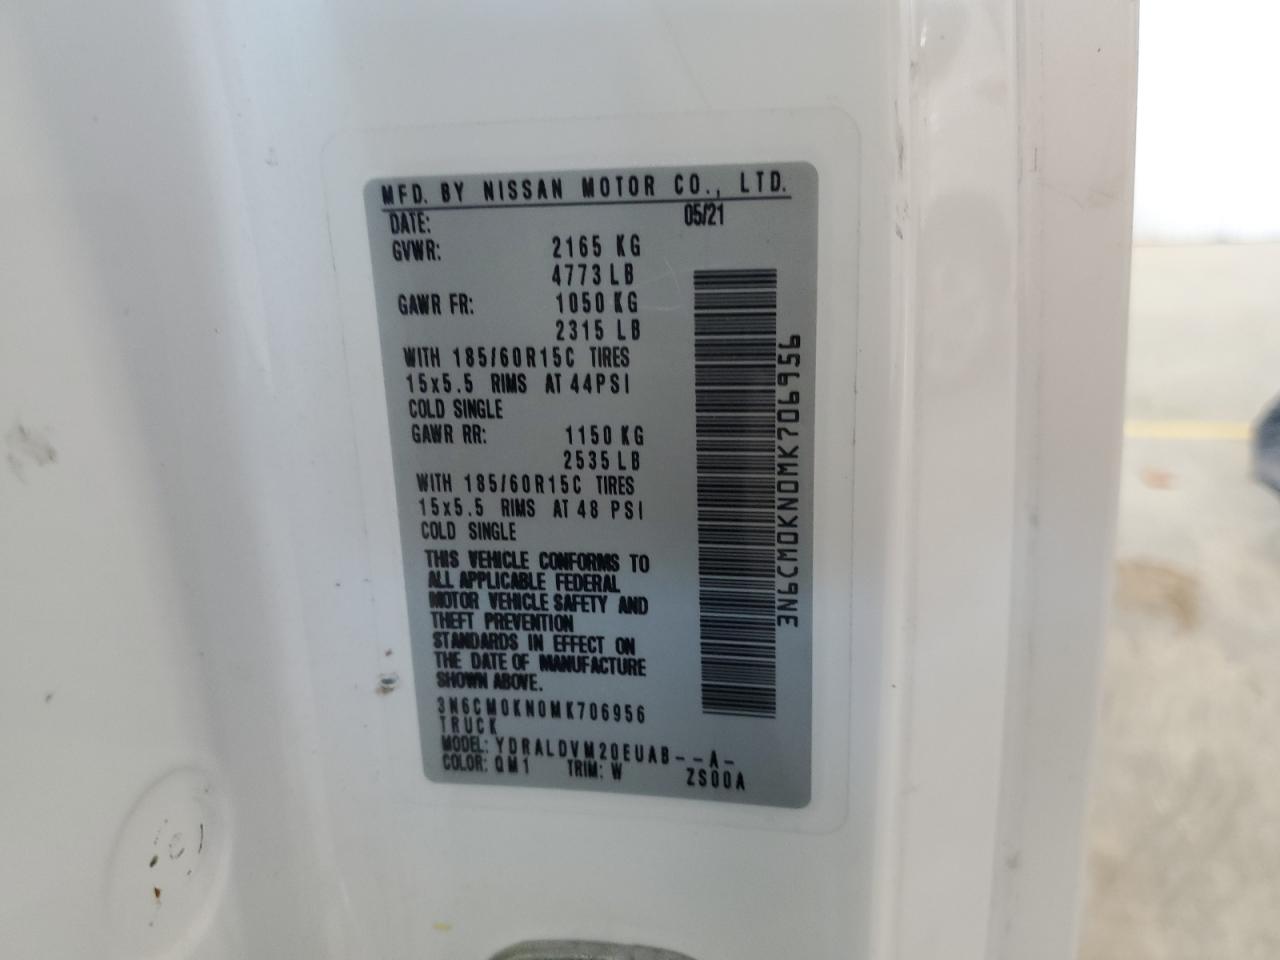 MFD. BY NISSAN MOTOR CO., LTD.
DATE: 05/21
GVWR: 2165 KG
4773 LB
GAWR FR: 1050 KG
2315 LB
WITH 185/60R15C TIRES
15x5.5 RIMS AT 44PSI
COLD SINGLE
GAWR RR: 1150 KG
2535 LB
WITH 185/60R15C TIRES
15x5.5 RIMS AT 48 PSI
COLD SINGLE
THIS VEHICLE CONFORMS TO
ALL APPLICABLE FEDERAL
MOTOR VEHICLE SAFETY AND
THEFT PREVENTION
STANDARDS IN EFFECT ON
THE DATE OF MANUFACTURE
SHOWN ABOVE.
3N6CM0KN0MK706956
TRUCK
MODEL: YDRALDVM20EUAB--A-
COLOR: QM1 TRIM: W ZS00A
3N6CM0KN0MK706956